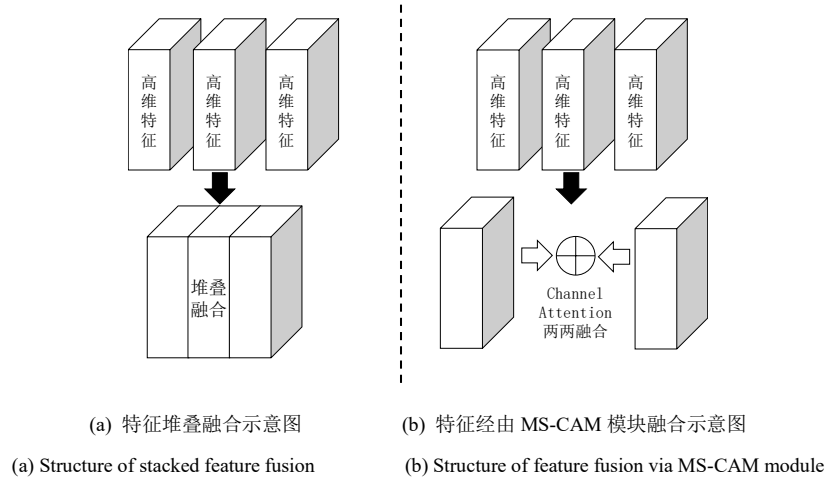 高维特征
高维特征
高维特征
堆叠
融合
高维特征
高维特征
高维特征
Channel
Attention
两两融合
(a) 特征堆叠融合示意图
(b) 特征经由 MS-CAM 模块融合示意图
(a) Structure of stacked feature fusion
(b) Structure of feature fusion via MS-CAM module